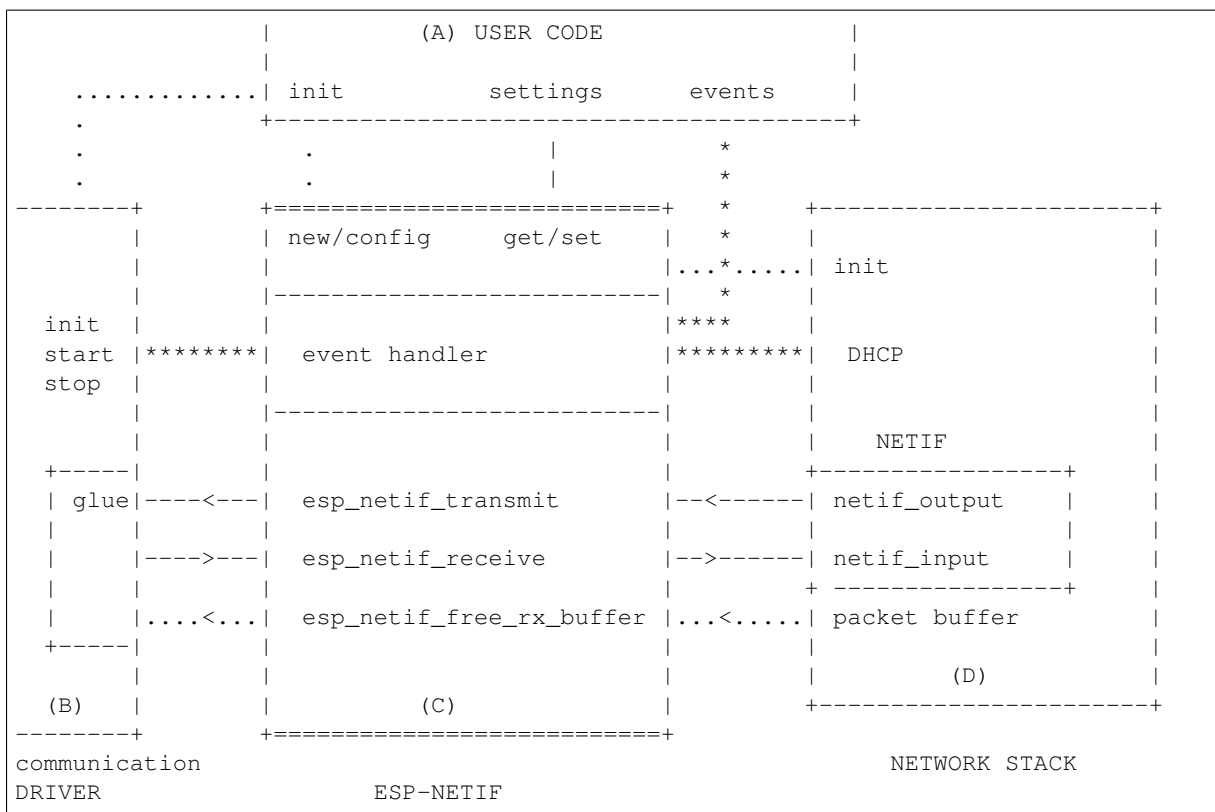 (A) USER CODE
init settings events
new/config get/set
init
init
start event handler DHCP
stop
NETIF
glue esp_netif_transmit netif_output
esp_netif_receive netif_input
esp_netif_free_rx_buffer packet buffer
(D)
(B) (C)
communication NETWORK STACK
DRIVER ESP-NETIF